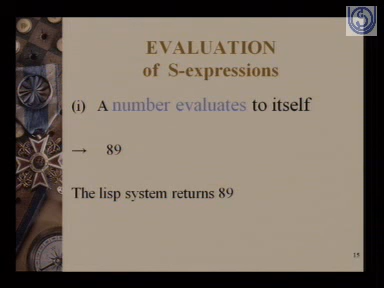 EVALUATION
of S-expressions
(i) A number evaluates to itself
→ 89
The lisp system returns 89
15